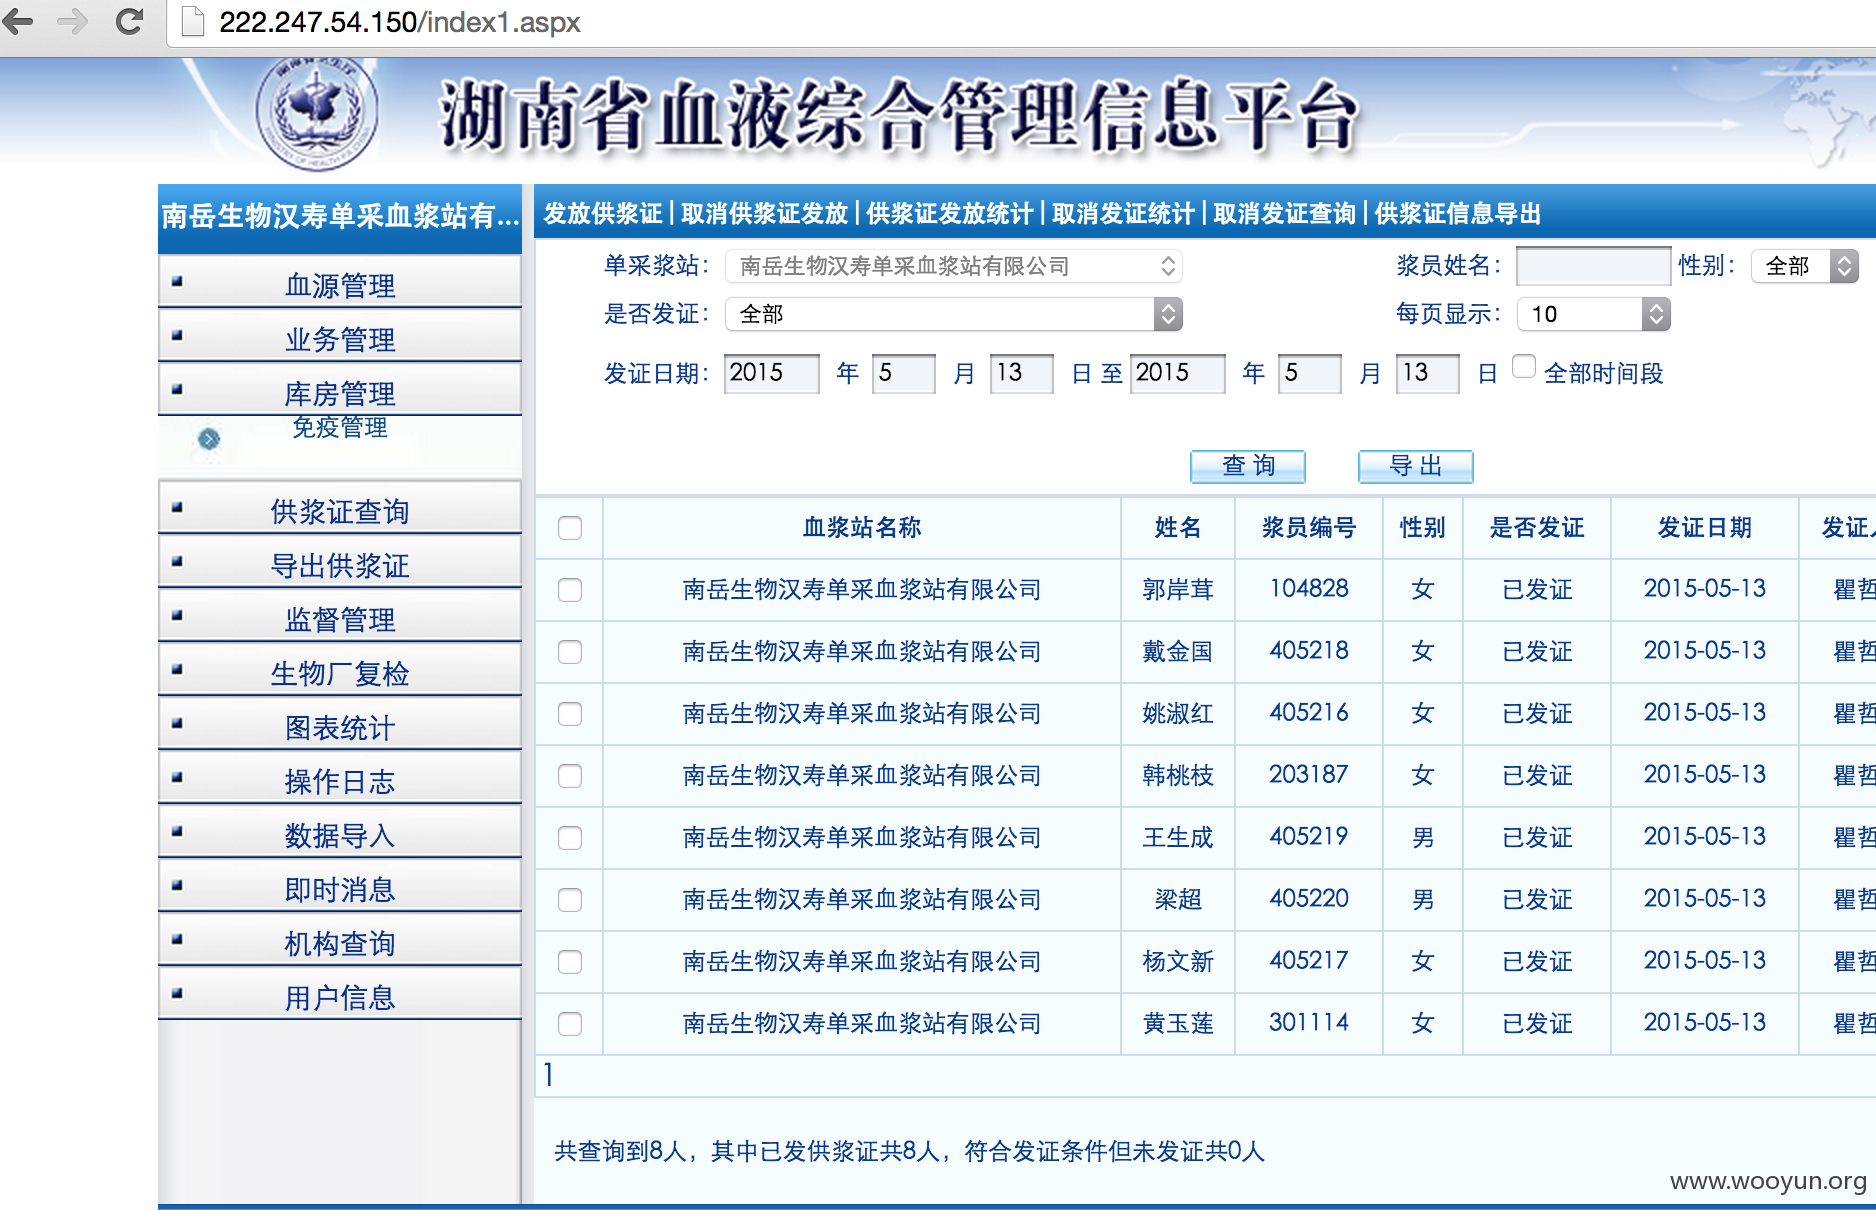 222.247.54.150/index1.aspx
湖南省血液综合管理信息平台
南岳生物汉寿单采血浆站有...
血源管理
业务管理
库房管理
免疫管理
供浆证查询
导出供浆证
监督管理
生物厂复检
图表统计
操作日志
数据导入
即时消息
机构查询
用户信息
发放供浆证 | 取消供浆证发放 | 供浆证发放统计 | 取消发证统计 | 取消发证查询 | 供浆证信息导出
单采浆站： 南岳生物汉寿单采血浆站有限公司 浆员姓名： 性别： 全部
是否发证： 全部 每页显示： 10
发证日期： 2015 年 5 月 13 日 至 2015 年 5 月 13 日 全部时间段
查 询 导 出
血浆站名称 姓名 浆员编号 性别 是否发证 发证日期 发证
南岳生物汉寿单采血浆站有限公司 郭岸茸 104828 女 已发证 2015-05-13 瞿哲
南岳生物汉寿单采血浆站有限公司 戴金国 405218 女 已发证 2015-05-13 瞿哲
南岳生物汉寿单采血浆站有限公司 姚淑红 405216 女 已发证 2015-05-13 瞿哲
南岳生物汉寿单采血浆站有限公司 韩桃枝 203187 女 已发证 2015-05-13 瞿哲
南岳生物汉寿单采血浆站有限公司 王生成 405219 男 已发证 2015-05-13 瞿哲
南岳生物汉寿单采血浆站有限公司 梁超 405220 男 已发证 2015-05-13 瞿哲
南岳生物汉寿单采血浆站有限公司 杨文新 405217 女 已发证 2015-05-13 瞿哲
南岳生物汉寿单采血浆站有限公司 黄玉莲 301114 女 已发证 2015-05-13 瞿哲
1
共查询到8人，其中已发供浆证共8人，符合发证条件但未发证共0人
www.wooyun.org